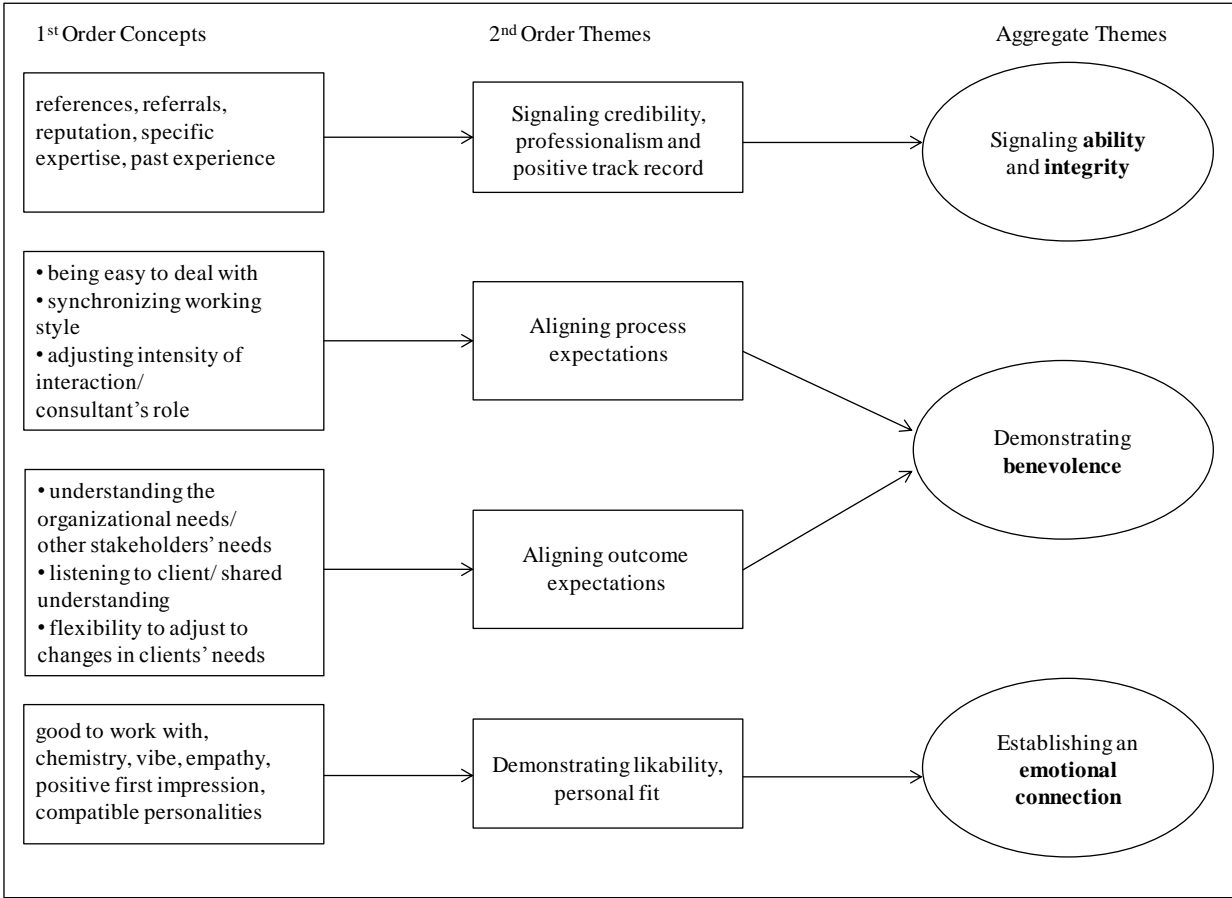 1st Order Concepts
2nd Order Themes
Aggregate Themes
references, referrals,
reputation, specific
expertise, past experience
Signaling credibility,
professionalism and
positive track record
Signaling ability
and integrity
• being easy to deal with
• synchronizing working
style
• adjusting intensity of
interaction/
consultant's role
Aligning process
expectations
Demonstrating
benevolence
• understanding the
organizational needs/
other stakeholders' needs
• listening to client/ shared
understanding
• flexibility to adjust to
changes in clients' needs
Aligning outcome
expectations
good to work with,
chemistry, vibe, empathy,
positive first impression,
compatible personalities
Demonstrating likability,
personal fit
Establishing an
emotional
connection